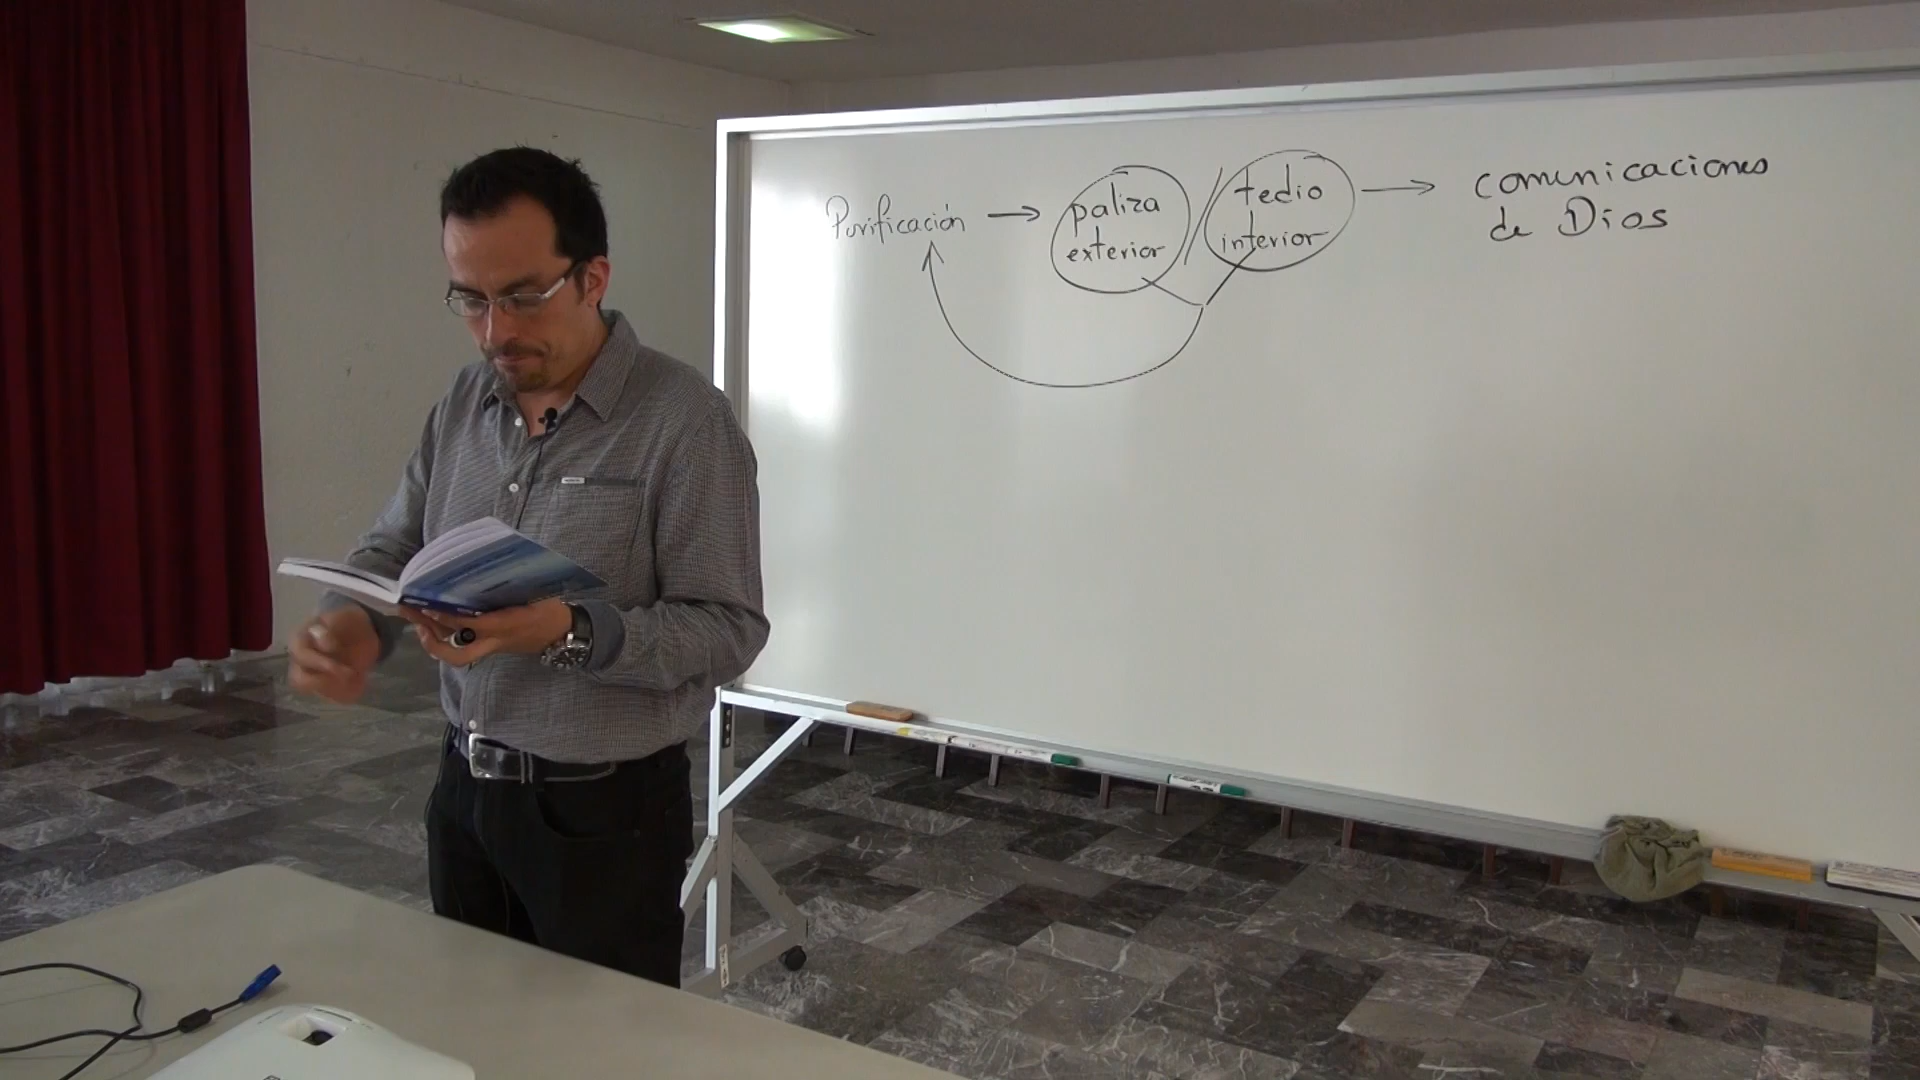 Purificación → paliza / tedio → comunicaciones
exterior interior de Dios